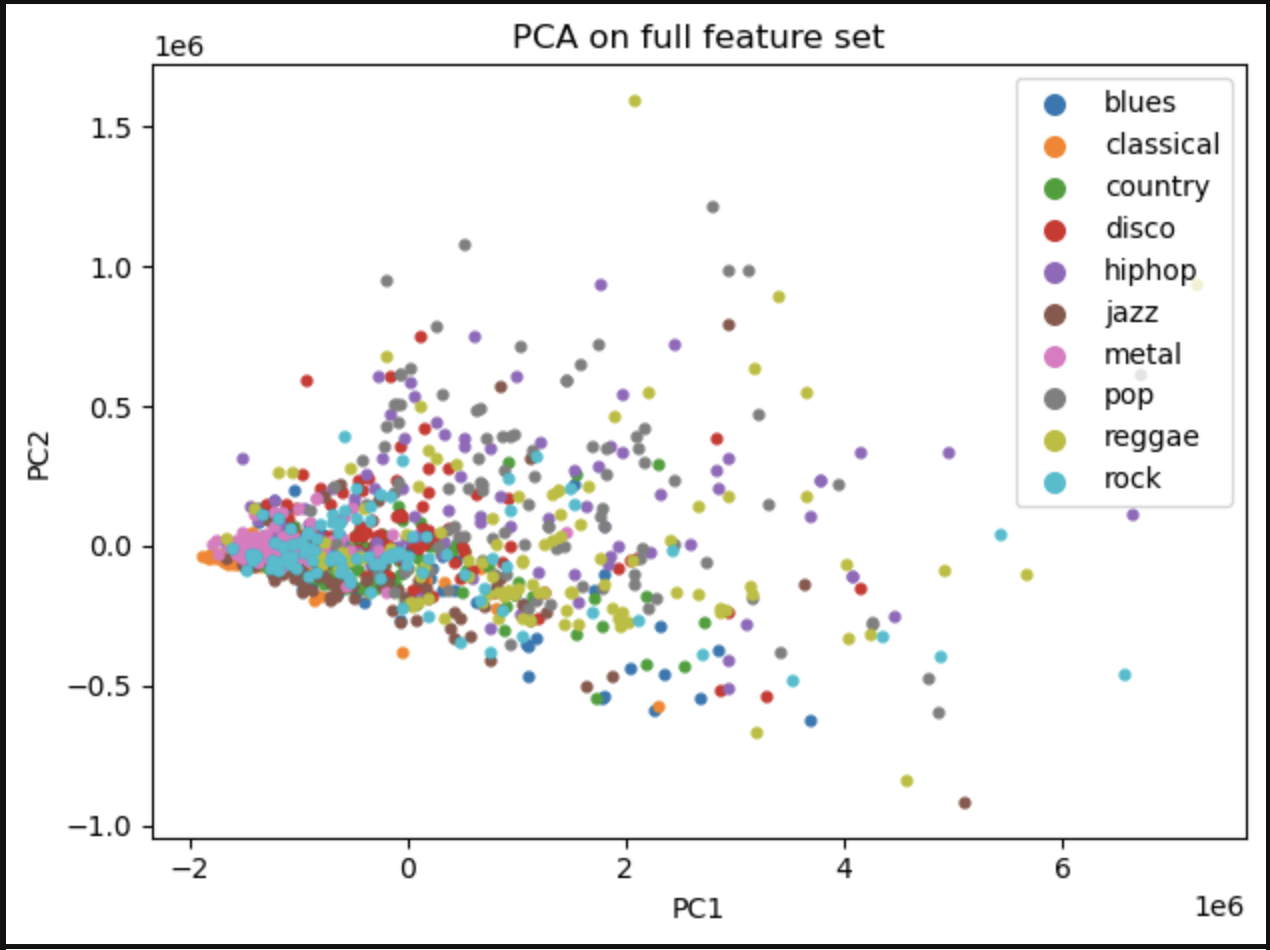 PCA on full feature set
1e6
1.5
1.0
0.5
0.0
−0.5
−1.0
PC2
blues
classical
country
disco
hiphop
jazz
metal
pop
reggae
rock
−2
0
2
4
6
PC1
1e6